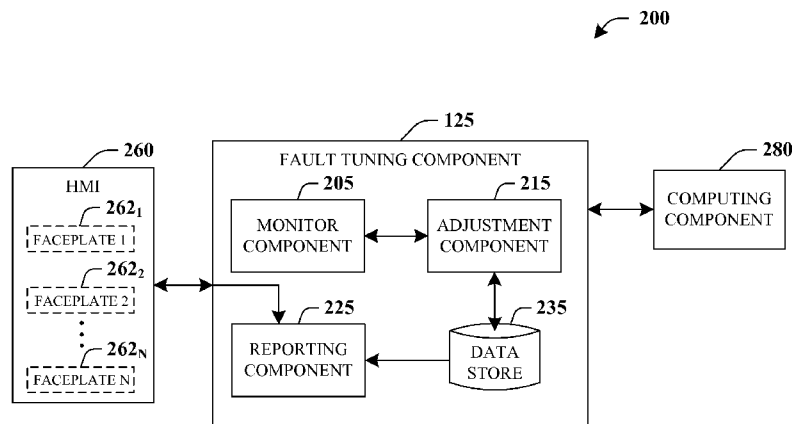 200
125
260
280
FAULT TUNING COMPONENT
HMI
205
215
COMPUTING
COMPONENT
262₁
MONITOR
COMPONENT
ADJUSTMENT
COMPONENT
FACEPLATE 1
262₂
FACEPLATE 2
225
235
262N
REPORTING
COMPONENT
DATA
STORE
FACEPLATE N